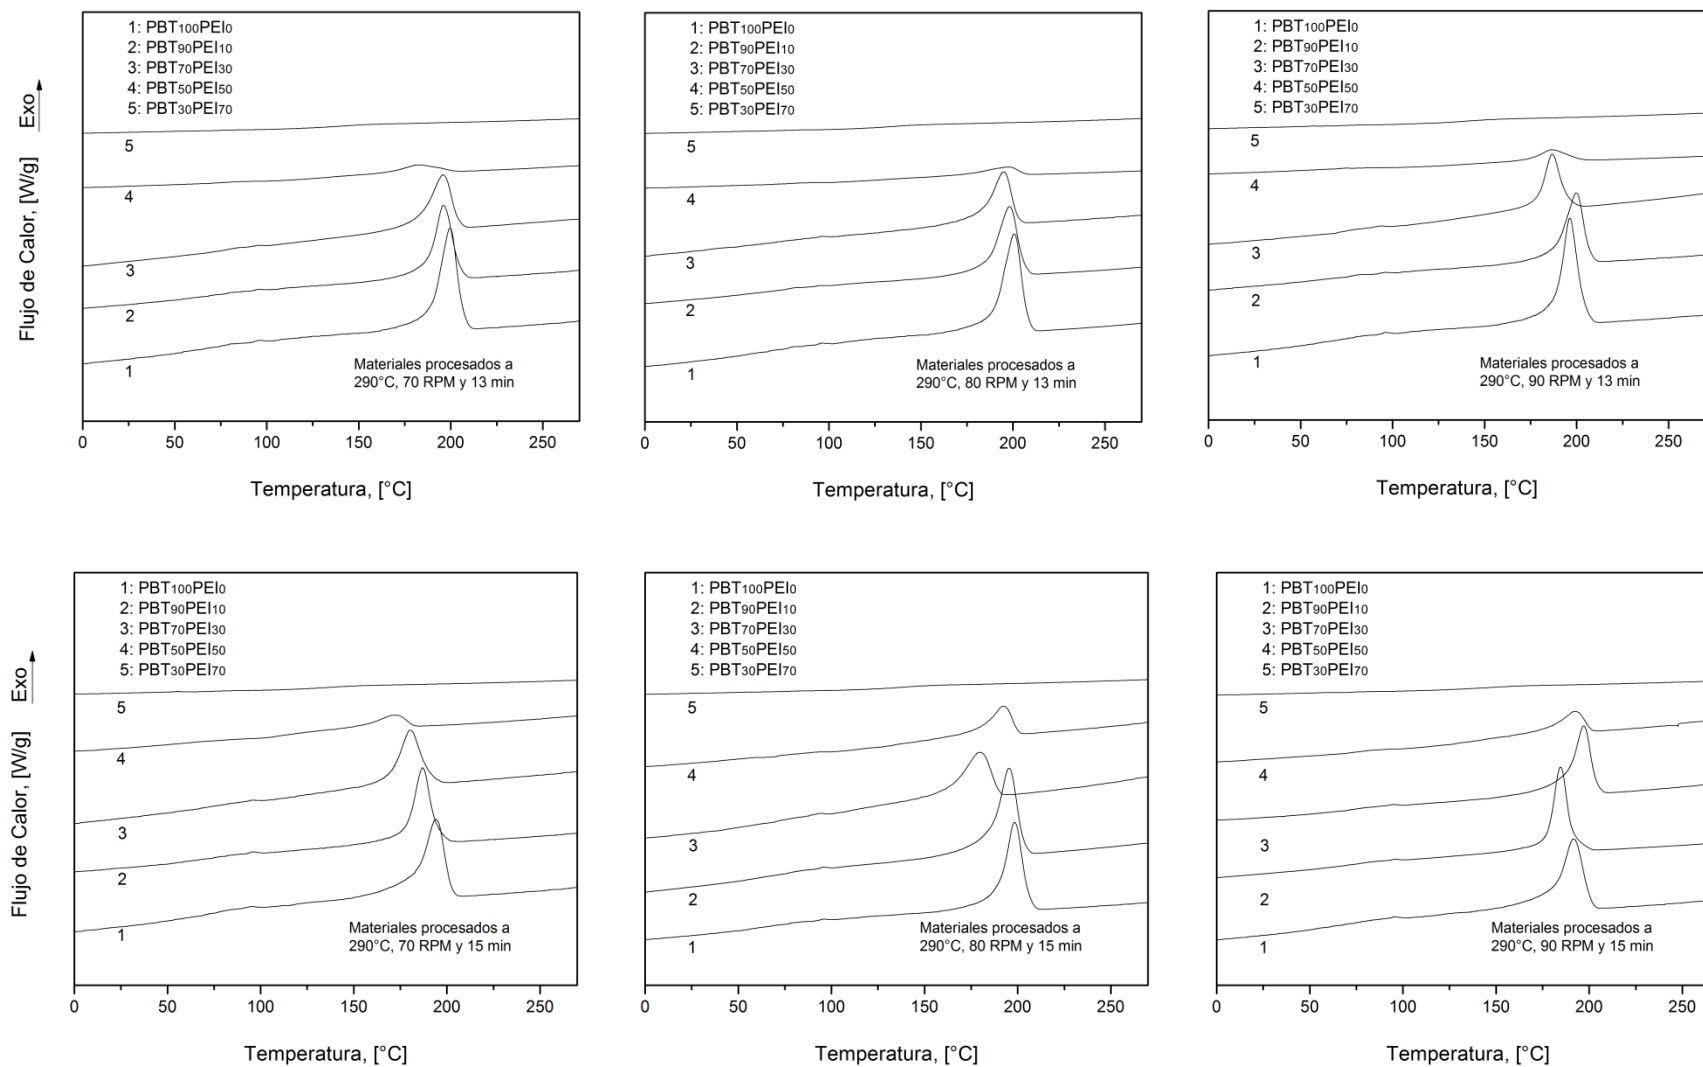 1: PBT100PEI0
2: PBT90PEI10
3: PBT70PEI30
4: PBT50PEI50
5: PBT30PEI70
Flujo de Calor, [W/g] Exo
5
4
3
2
1
Materiales procesados a
290°C, 70 RPM y 13 min
0 50 100 150 200 250
Temperatura, [°C]
1: PBT100PEI0
2: PBT90PEI10
3: PBT70PEI30
4: PBT50PEI50
5: PBT30PEI70
5
4
3
2
1
Materiales procesados a
290°C, 80 RPM y 13 min
0 50 100 150 200 250
Temperatura, [°C]
1: PBT100PEI0
2: PBT90PEI10
3: PBT70PEI30
4: PBT50PEI50
5: PBT30PEI70
5
4
3
2
1
Materiales procesados a
290°C, 90 RPM y 13 min
0 50 100 150 200 250
Temperatura, [°C]
1: PBT100PEI0
2: PBT90PEI10
3: PBT70PEI30
4: PBT50PEI50
5: PBT30PEI70
Flujo de Calor, [W/g] Exo
5
4
3
2
1
Materiales procesados a
290°C, 70 RPM y 15 min
0 50 100 150 200 250
Temperatura, [°C]
1: PBT100PEI0
2: PBT90PEI10
3: PBT70PEI30
4: PBT50PEI50
5: PBT30PEI70
5
4
3
2
1
Materiales procesados a
290°C, 80 RPM y 15 min
0 50 100 150 200 250
Temperatura, [°C]
1: PBT100PEI0
2: PBT90PEI10
3: PBT70PEI30
4: PBT50PEI50
5: PBT30PEI70
5
4
3
2
1
Materiales procesados a
290°C, 90 RPM y 15 min
0 50 100 150 200 250
Temperatura, [°C]